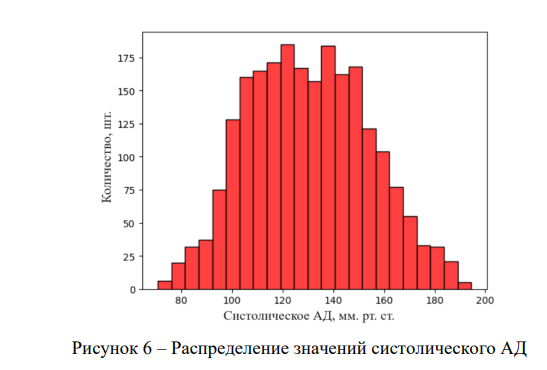 175
150
125
100
75
50
25
0
Количество, шт.
80 100 120 140 160 180 200
Систолическое АД, мм. рт. ст.
Рисунок 6 – Распределение значений систолического АД